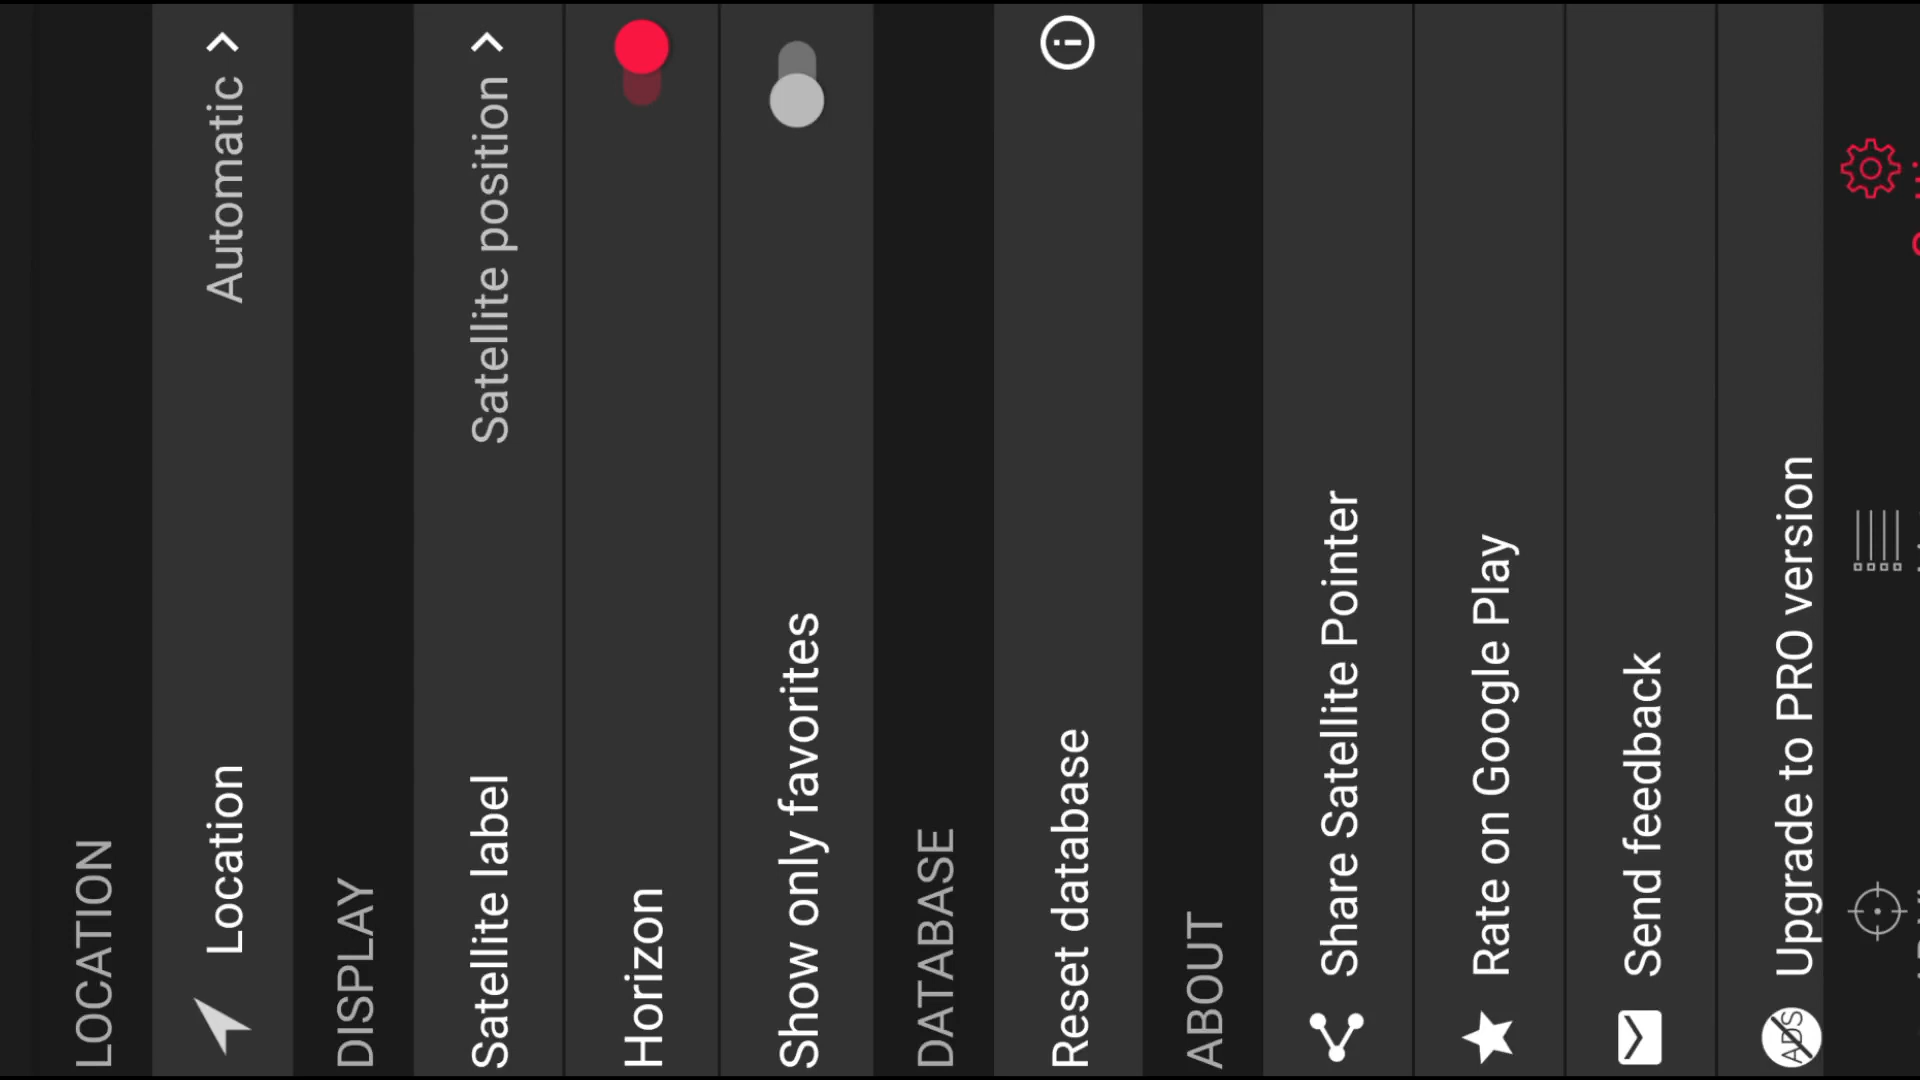 LOCATION
Location Automatic
DISPLAY
Satellite label Satellite position
Horizon
Show only favorites
DATABASE
Reset database
ABOUT
Share Satellite Pointer
Rate on Google Play
Send feedback
ADS Upgrade to PRO version